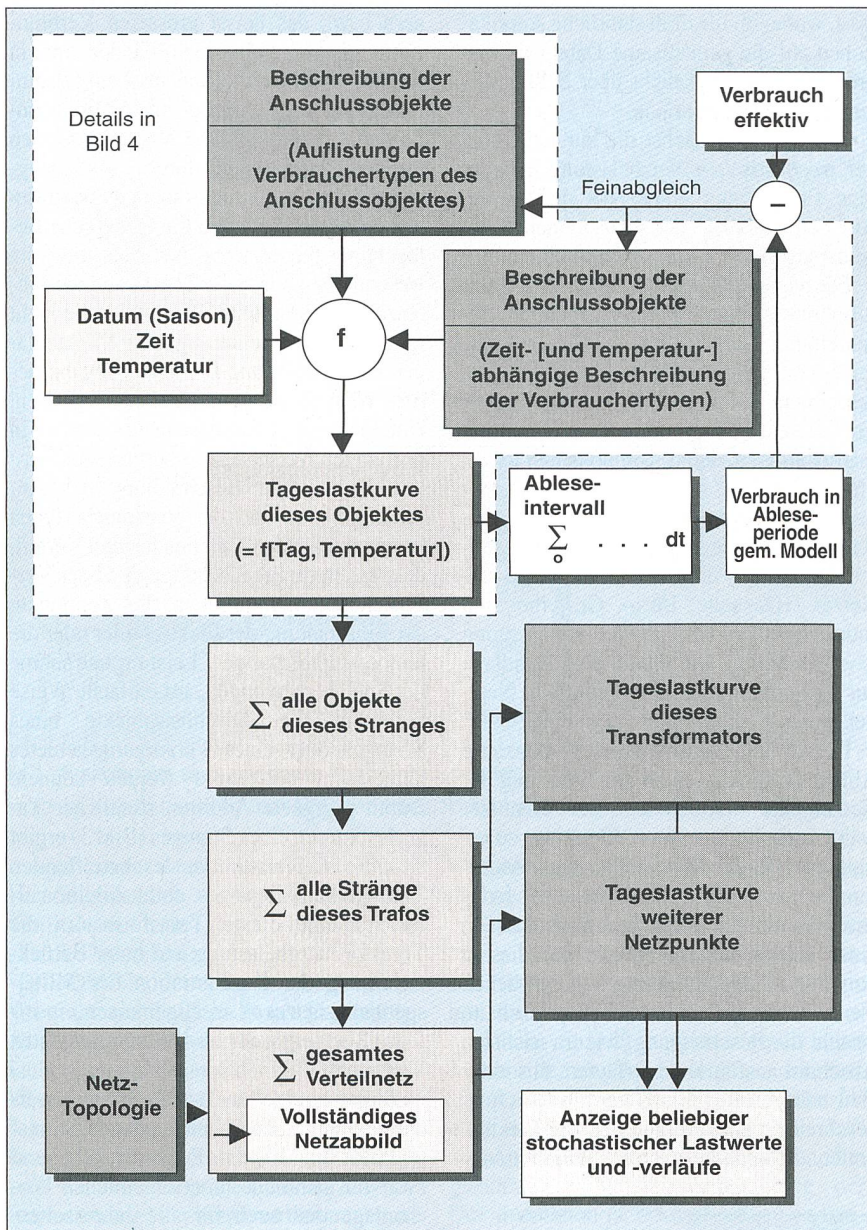 Details in
Bild 4
Beschreibung der
Anschlussobjekte
(Auflistung der
Verbrauchertypen des
Anschlussobjektes)
Verbrauch
effektiv
Feinabgleich
–
Beschreibung der
Anschlussobjekte
(Zeit- [und Temperatur-]
abhängige Beschreibung
der Verbrauchertypen)
Datum (Saison)
Zeit
Temperatur
f
Tageslastkurve
dieses Objektes
(= f[Tag, Temperatur])
Ablese-
intervall
∑ . . . dt
o
Verbrauch in
Ablese-
periode
gem. Modell
∑ alle Objekte
dieses Stranges
Tageslastkurve
dieses
Transformators
∑ alle Stränge
dieses Trafos
Tageslastkurve
weiterer
Netzpunkte
Netz-
Topologie
∑ gesamtes
Verteilnetz
Vollständiges
Netzabbild
Anzeige beliebiger
stochastischer Lastwerte
und -verläufe